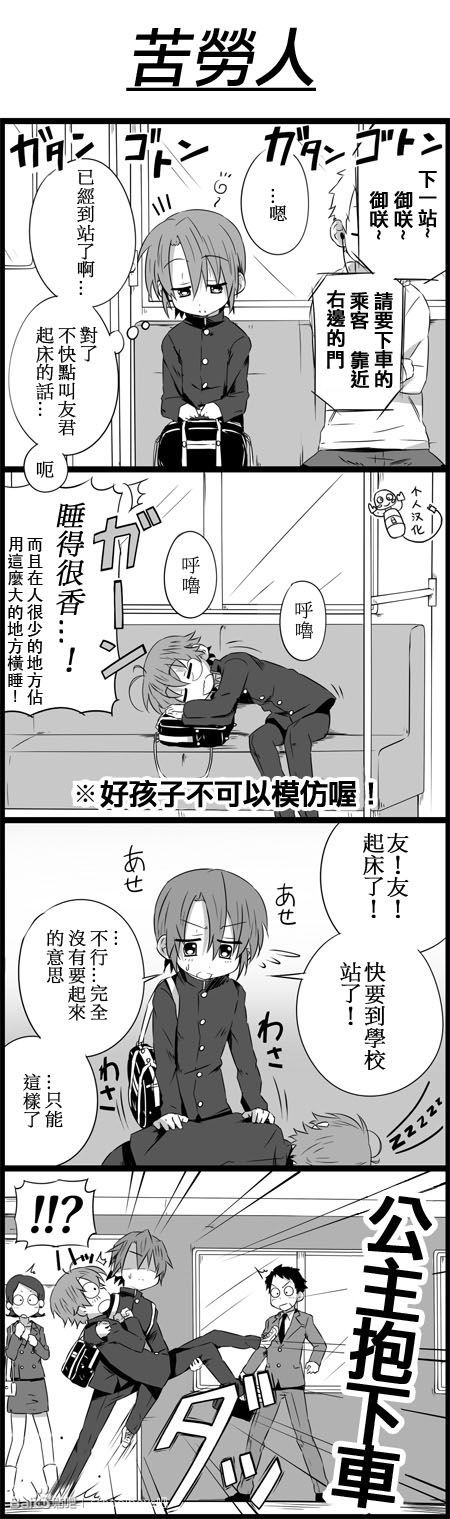 苦勞人
ガタン ゴトン ガタン ゴトン
下一站~
御咲~
御咲~
請要下車的
乘客 靠近
右邊的門
…嗯
已經到站了啊…
對了
不快點叫友君
起床的話…
呃
个人汉化
ガーン
睡得很香…！
而且在人很少的地方佔
用這麼大的地方橫睡！
呼嚕
呼嚕
※好孩子不可以模仿喔！
友！友！
起床了！
快要到學校
站了！
あせ
あせ
わさ
わさ
…
不行…完全
沒有要起來
的意思
…只能
這樣了
ZZZZZ
公主抱下車
!!?
ダダダ